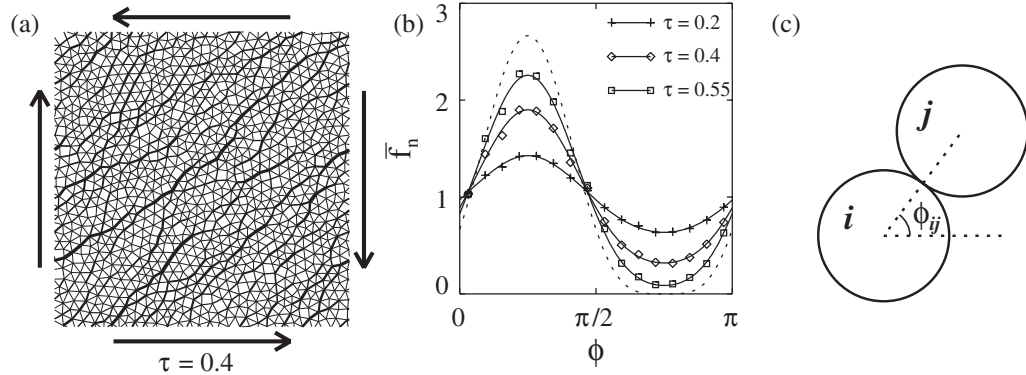 (a)
τ = 0.4
(b)
3
2
1
0
f̅n
0
π/2
π
ϕ
τ = 0.2
τ = 0.4
τ = 0.55
(c)
j
i
ϕij